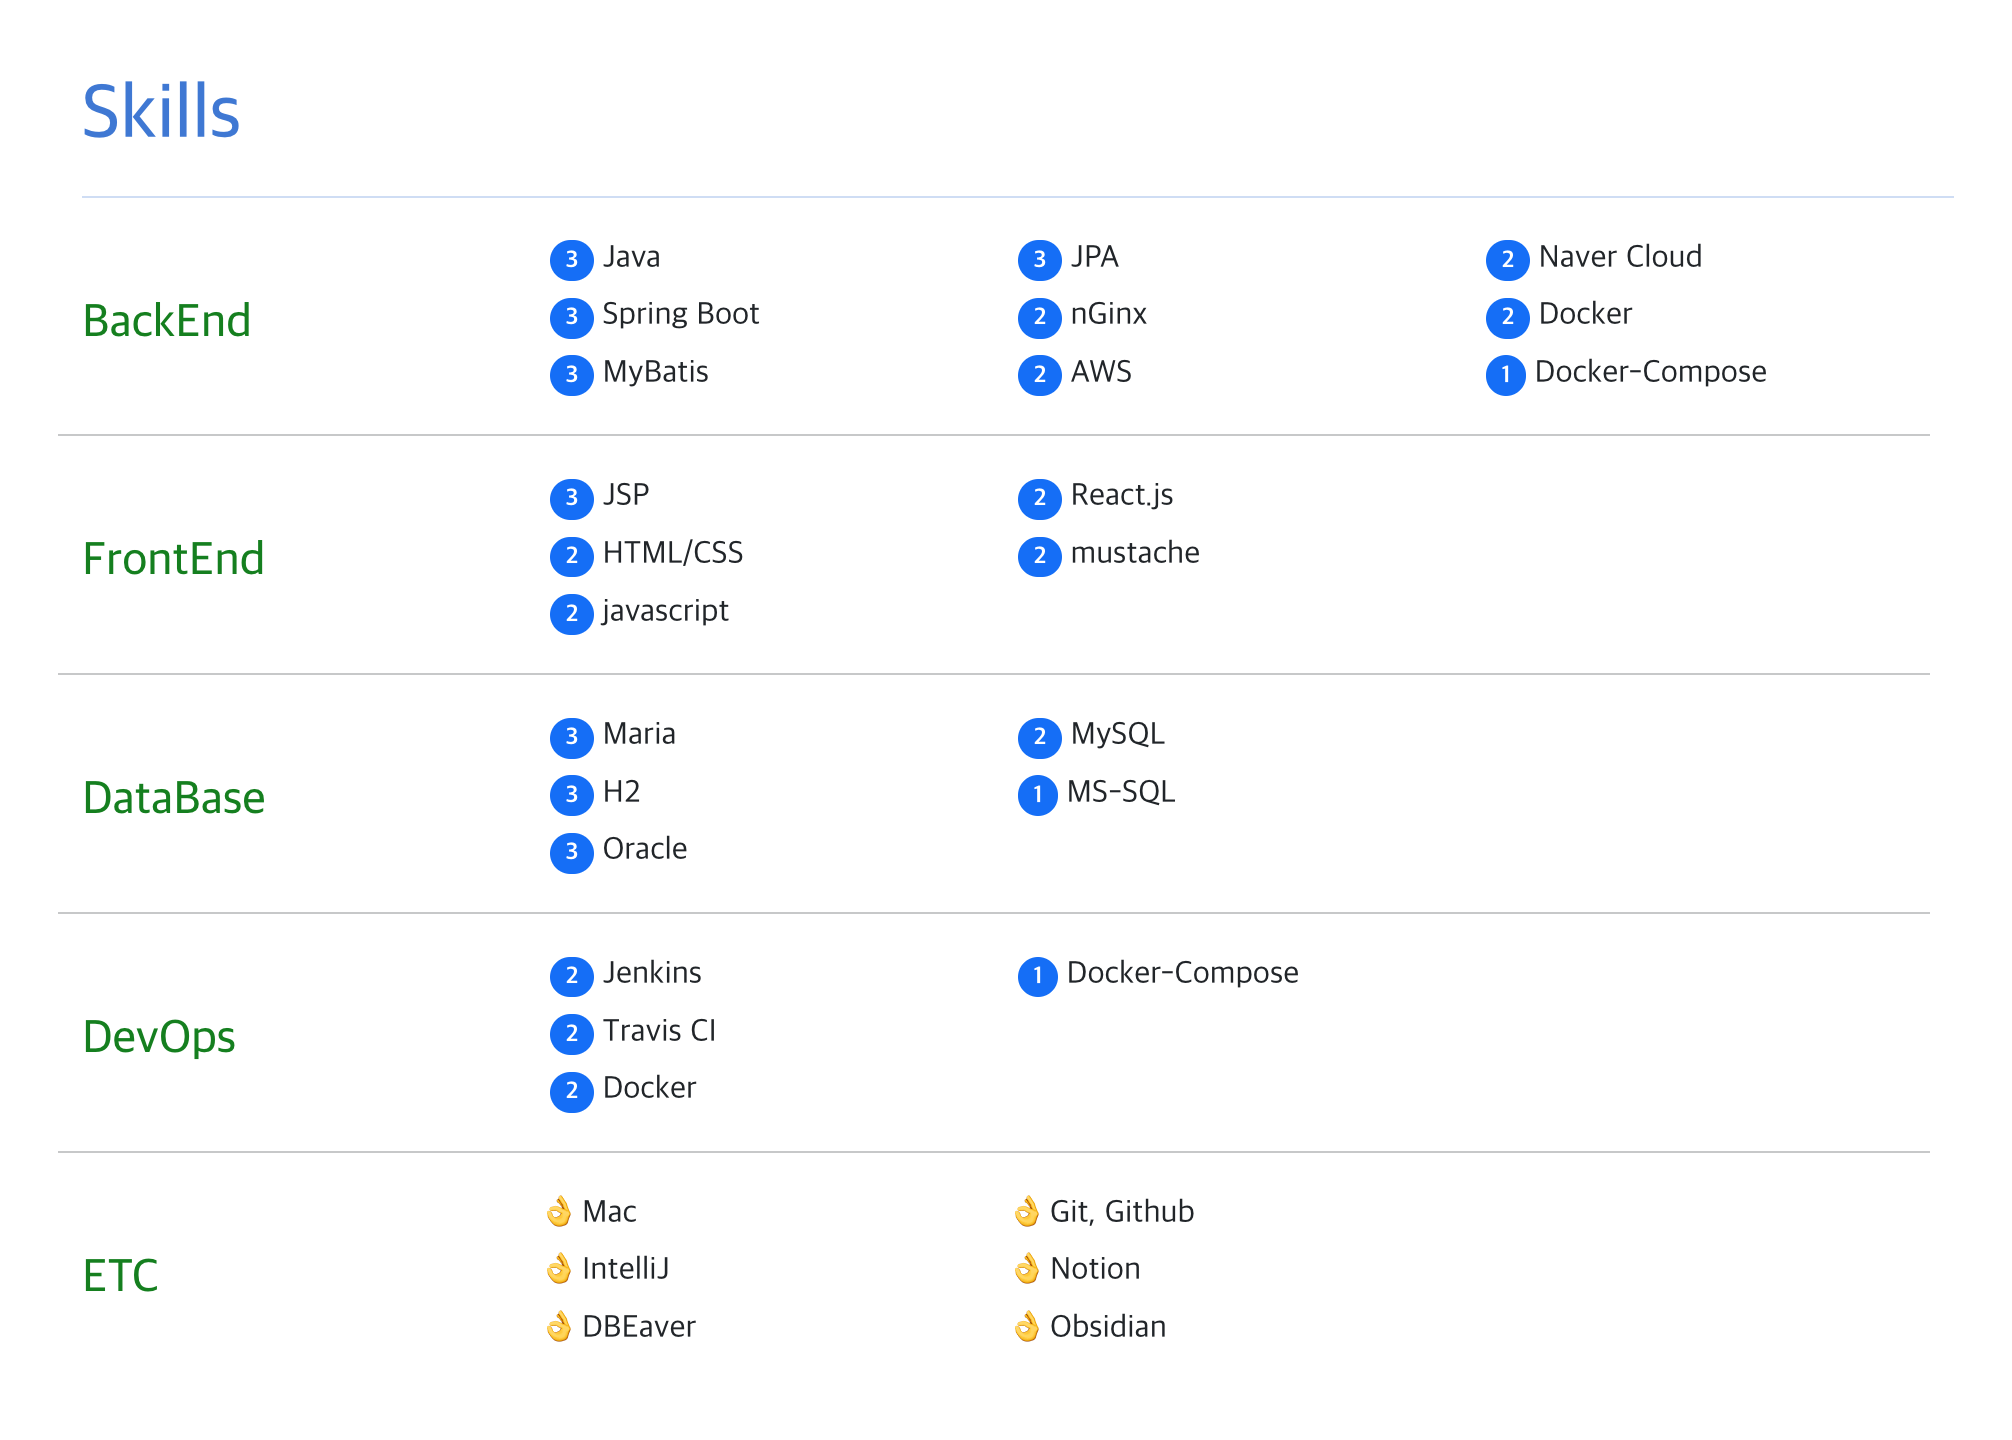 Skills
BackEnd
3 Java
3 Spring Boot
3 MyBatis
3 JPA
2 nGinx
2 AWS
2 Naver Cloud
2 Docker
1 Docker-Compose
FrontEnd
3 JSP
2 HTML/CSS
2 javascript
2 React.js
2 mustache
DataBase
3 Maria
3 H2
3 Oracle
2 MySQL
1 MS-SQL
DevOps
2 Jenkins
2 Travis CI
2 Docker
1 Docker-Compose
ETC
👌 Mac
👌 IntelliJ
👌 DBEaver
👌 Git, Github
👌 Notion
👌 Obsidian